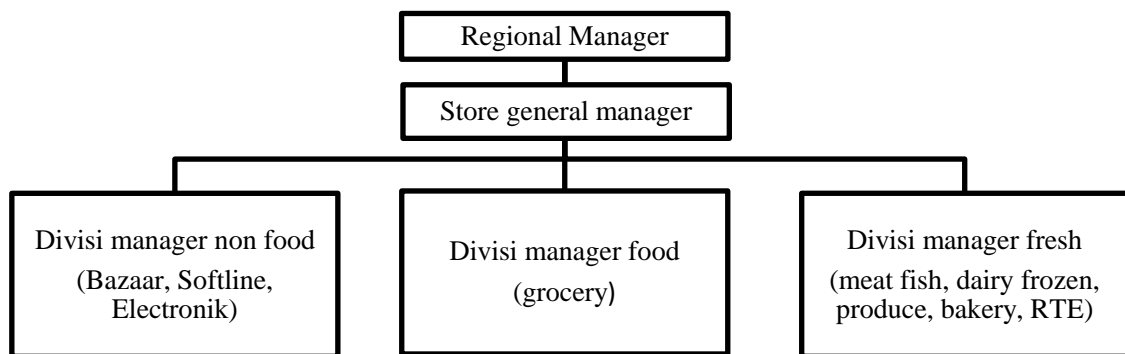 Regional Manager
Store general manager
Divisi manager non food
(Bazaar, Softline,
Electronik)
Divisi manager food
(grocery)
Divisi manager fresh
(meat fish, dairy frozen,
produce, bakery, RTE)